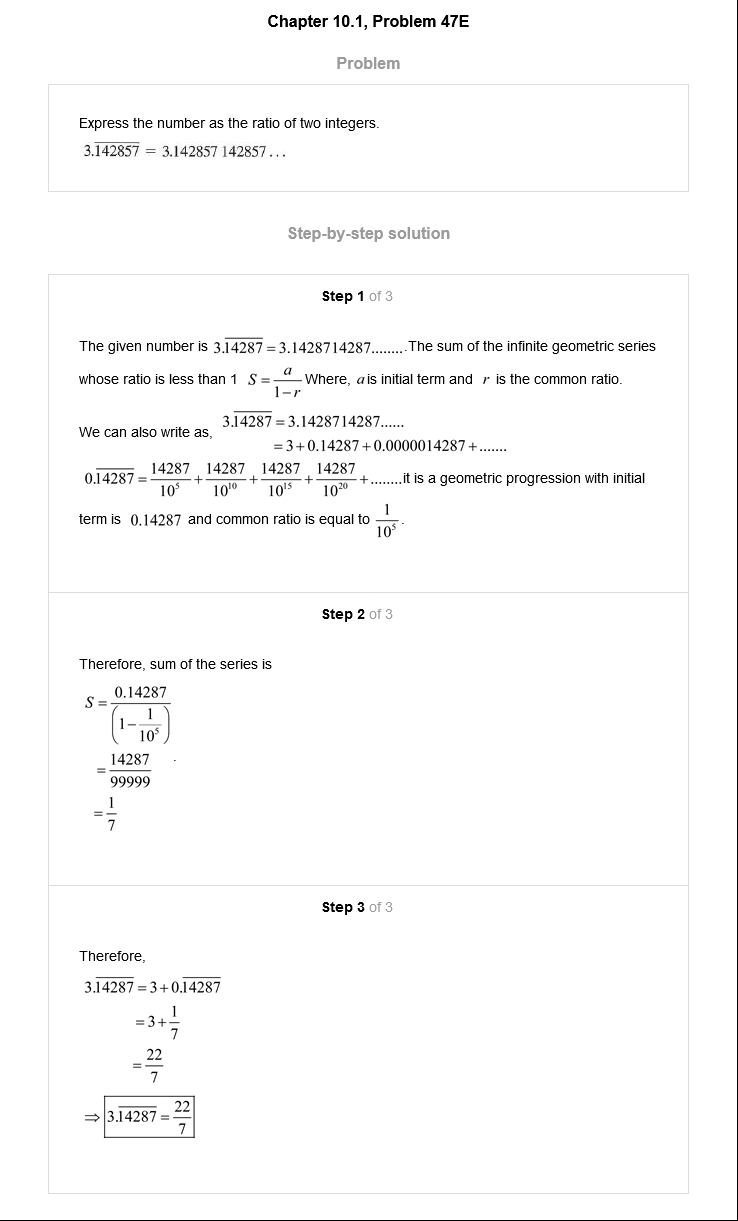 Chapter 10.1, Problem 47E
Problem
Express the number as the ratio of two integers.
3.\overline{142857} = 3.142857 142857...
Step-by-step solution
Step 1 of 3
The given number is 3.\overline{14287} = 3.1428714287........ .The sum of the infinite geometric series
whose ratio is less than 1 S = \frac{a}{1-r} Where, a is initial term and r is the common ratio.
We can also write as, 3.\overline{14287} = 3.1428714287......
= 3 + 0.14287 + 0.0000014287 + .......
0.\overline{14287} = \frac{14287}{10^5} + \frac{14287}{10^{10}} + \frac{14287}{10^{15}} + \frac{14287}{10^{20}} + ........it is a geometric progression with initial
term is 0.14287 and common ratio is equal to \frac{1}{10^5}.
Step 2 of 3
Therefore, sum of the series is
S = \frac{0.14287}{\left(1-\frac{1}{10^5}\right)}
= \frac{14287}{99999} .
= \frac{1}{7}
Step 3 of 3
Therefore,
3.\overline{14287} = 3 + 0.\overline{14287}
= 3 + \frac{1}{7}
= \frac{22}{7}
⇒ 3.\overline{14287} = \frac{22}{7}